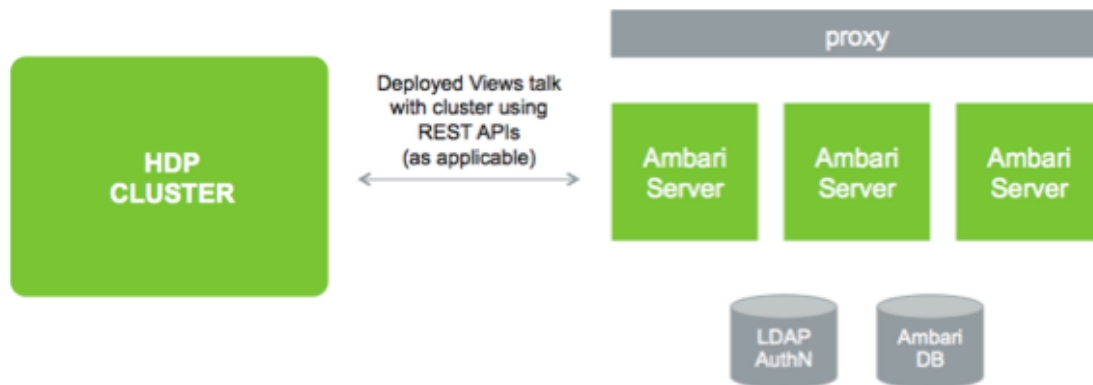 proxy
HDP
CLUSTER
Deployed Views talk
with cluster using
REST APIs
(as applicable)
Ambari
Server
Ambari
Server
Ambari
Server
LDAP
AuthN
Ambari
DB